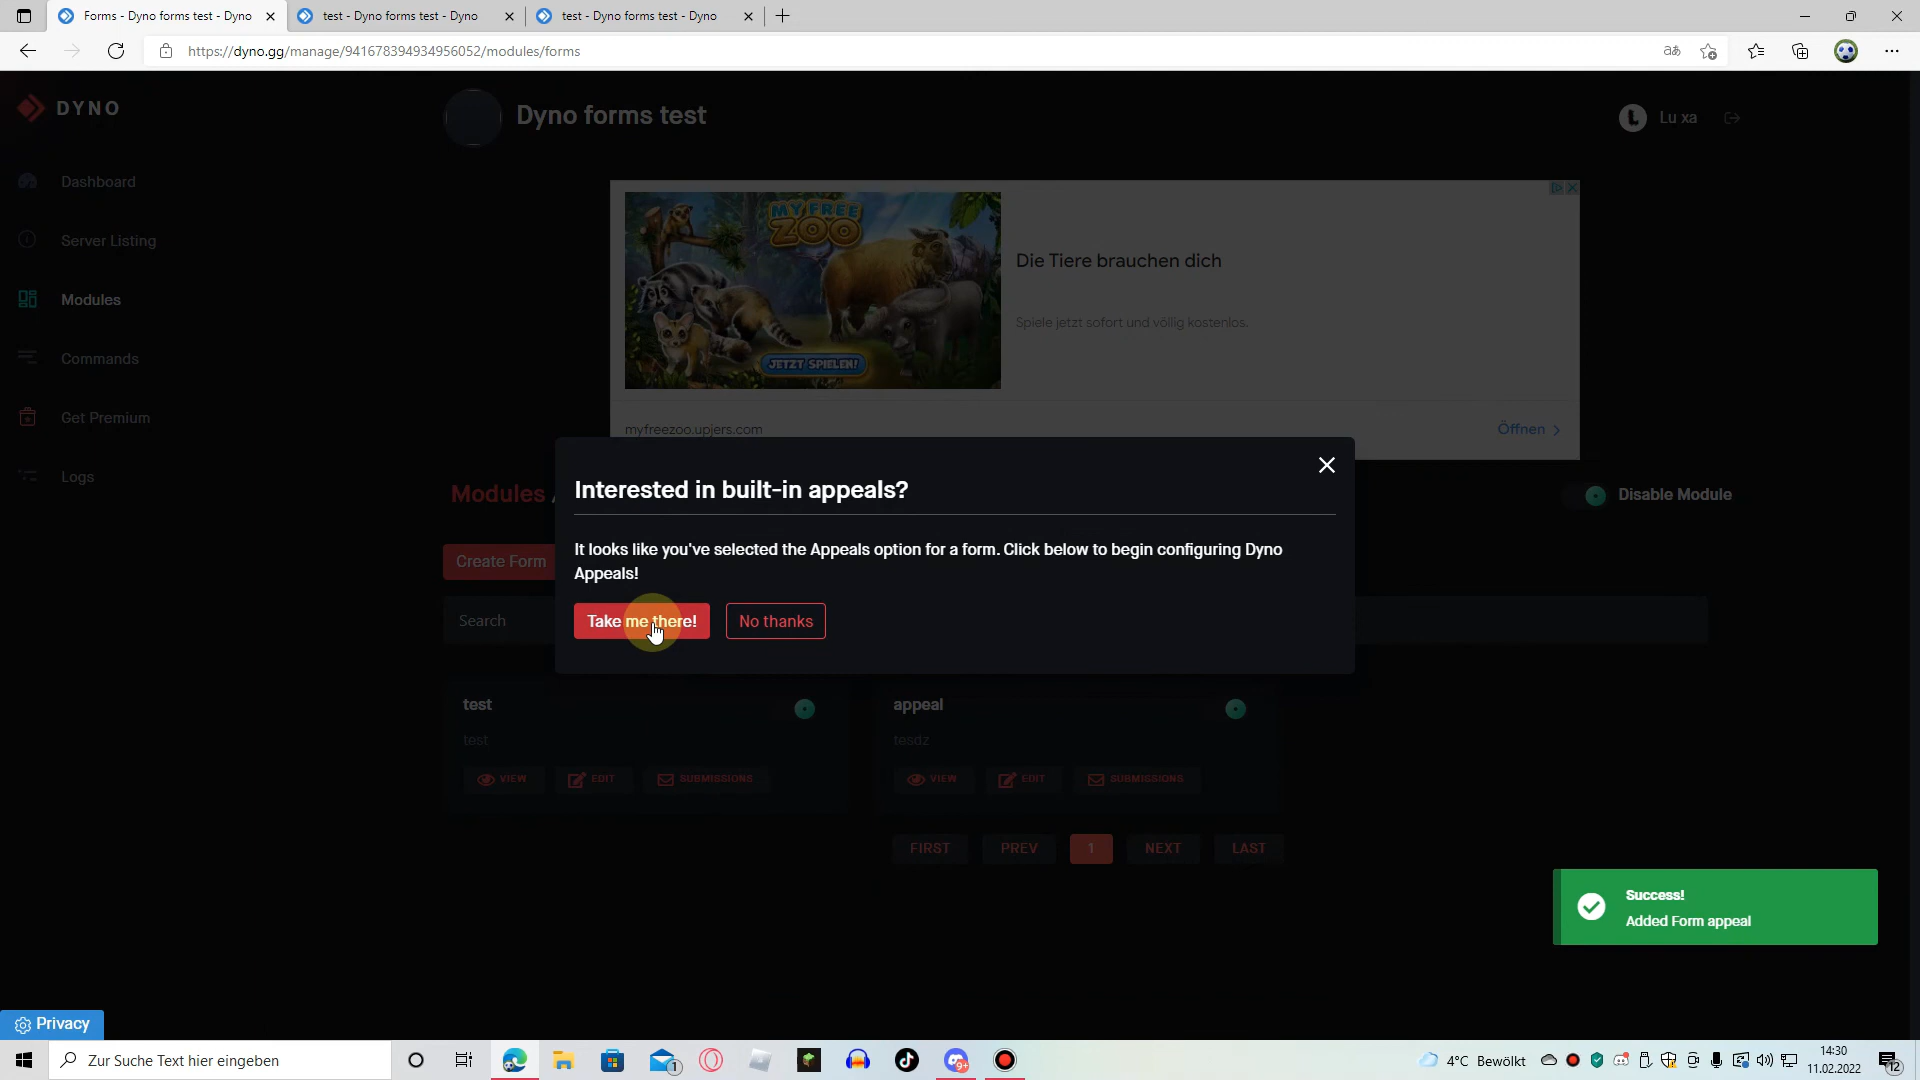 Forms - Dyno forms test - Dyno
test - Dyno forms test - Dyno
test - Dyno forms test - Dyno
https://dyno.gg/manage/941678394934956052/modules/forms
DYNO
Dyno forms test
Lu xa
Dashboard
Server Listing
Modules
Commands
Get Premium
Logs
MY FREE
ZOO
JETZT SPIELEN!
Die Tiere brauchen dich
Spiele jetzt sofort und völlig kostenlos.
myfreezoo.upjers.com
Öffnen
Modules /
Disable Module
Create Form
Search
Interested in built-in appeals?
It looks like you've selected the Appeals option for a form. Click below to begin configuring Dyno
Appeals!
Take me there!
No thanks
test
test
VIEW
EDIT
SUBMISSIONS
appeal
tesdz
VIEW
EDIT
SUBMISSIONS
FIRST
PREV
1
NEXT
LAST
Success!
Added Form appeal
Privacy
Zur Suche Text hier eingeben
1
9+
4°C Bewölkt
14:30
11.02.2022
12